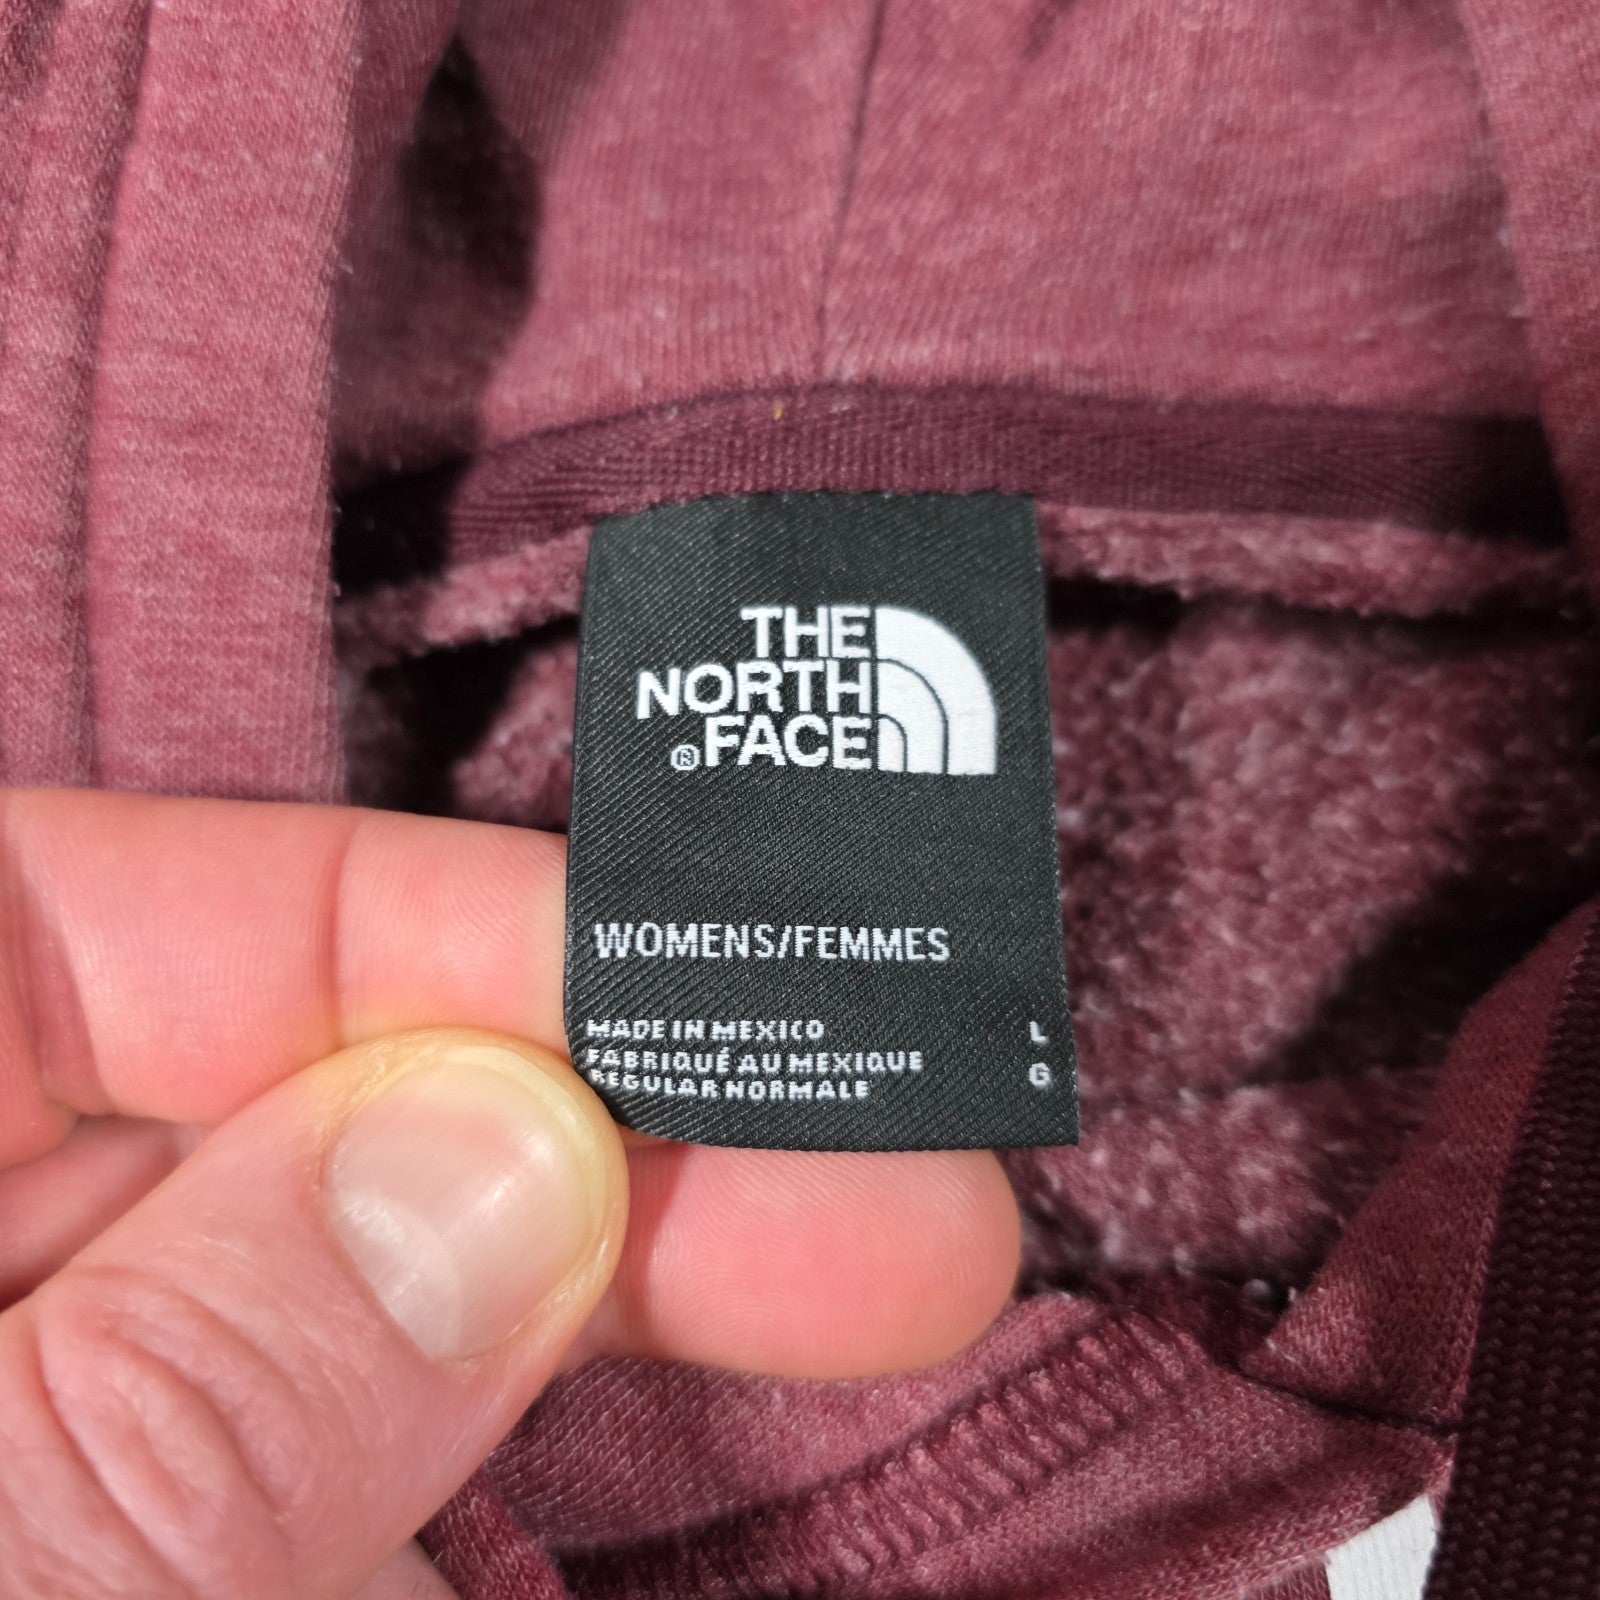 THE
NORTH
®FACE
WOMENS/FEMMES
MADE IN MEXICO L
FABRIQUÉ AU MEXIQUE G
REGULAR NORMALE